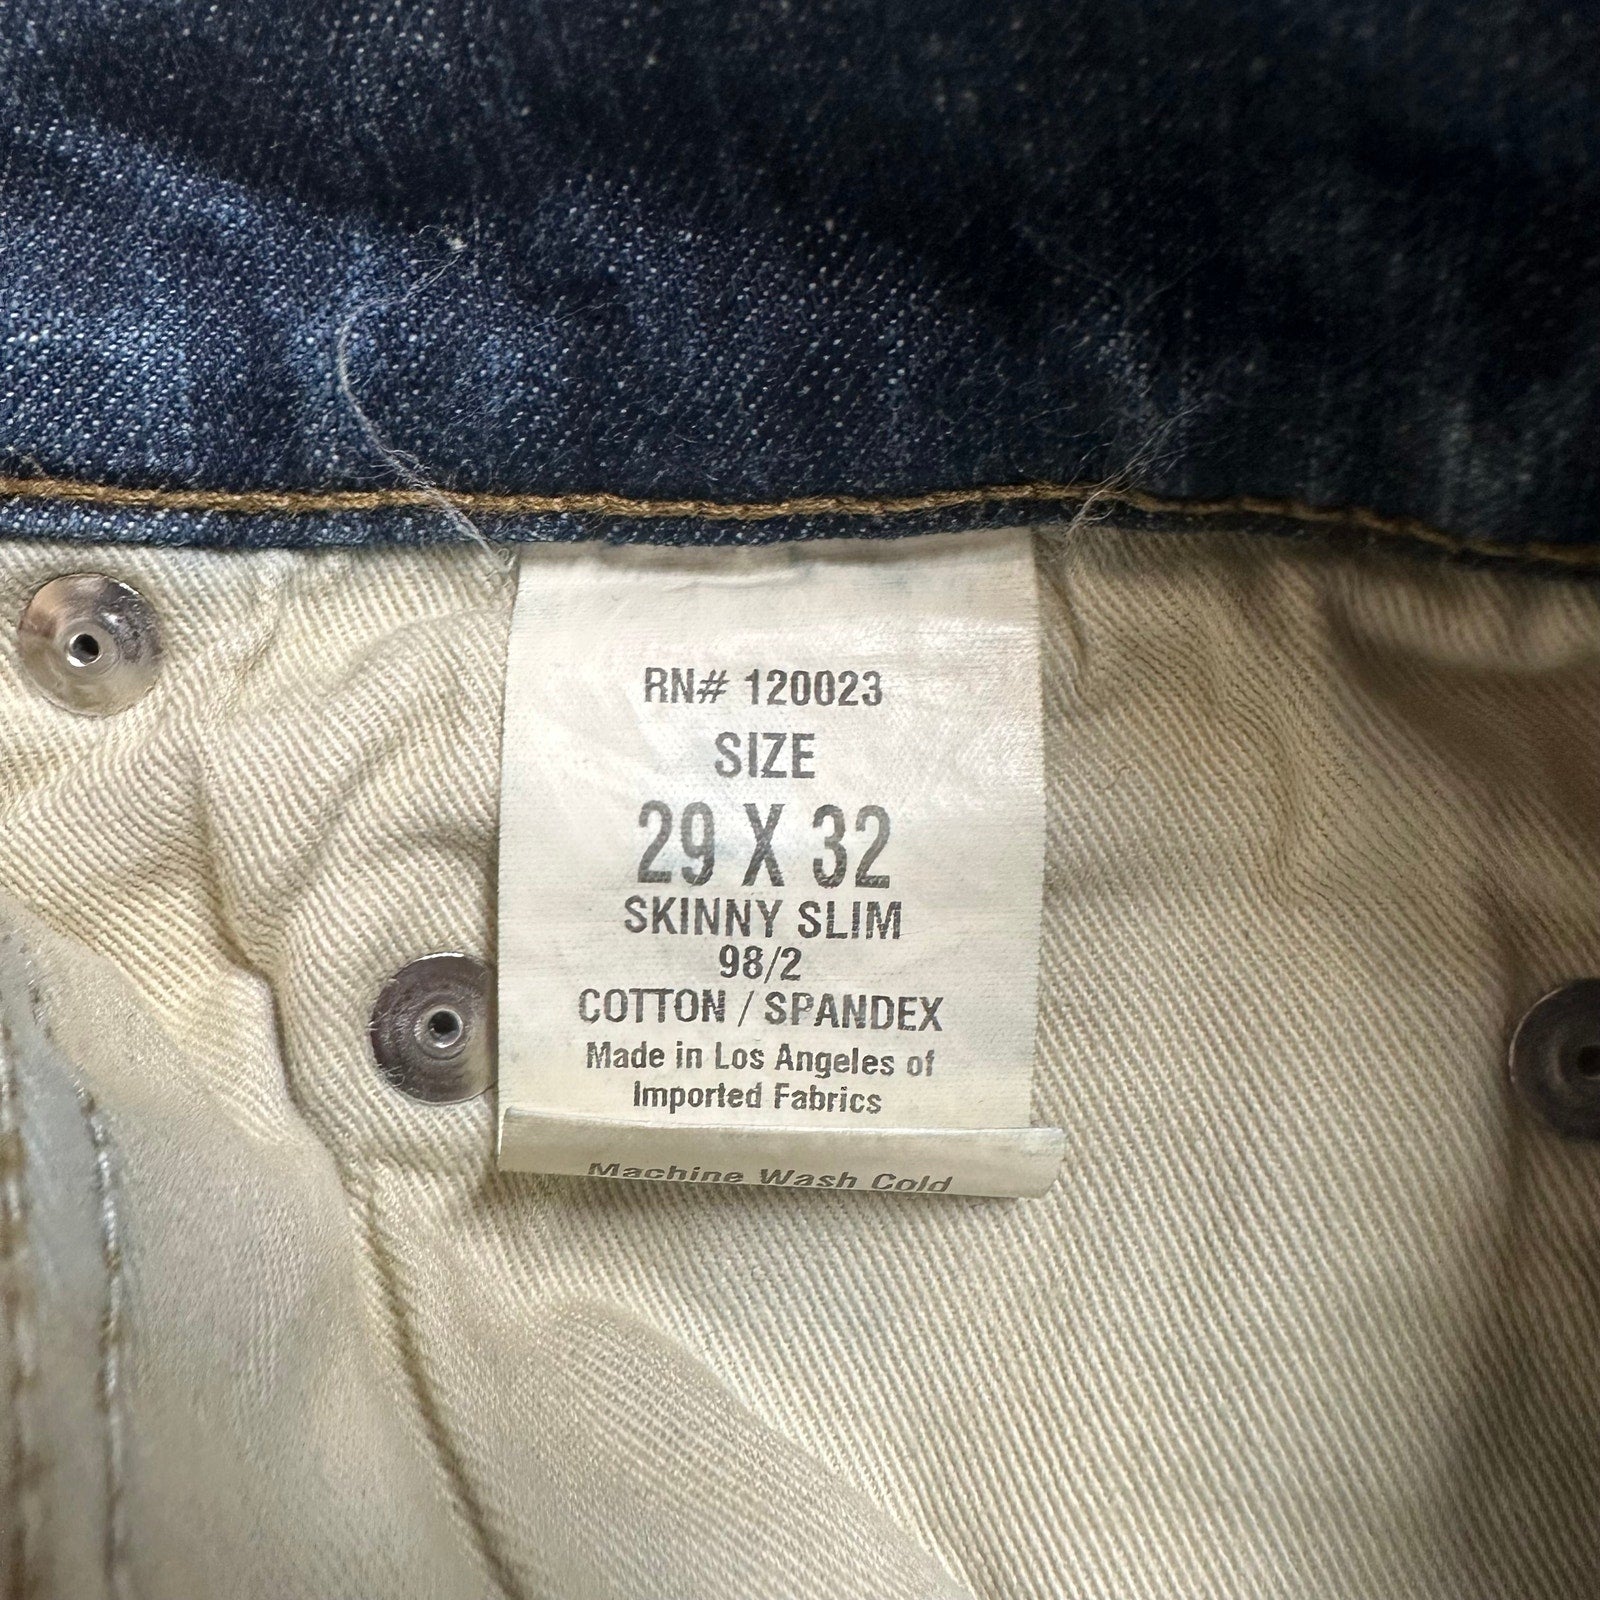 RN# 120023
SIZE
29 X 32
SKINNY SLIM
98/2
COTTON / SPANDEX
Made in Los Angeles of
Imported Fabrics
Machine Wash Cold